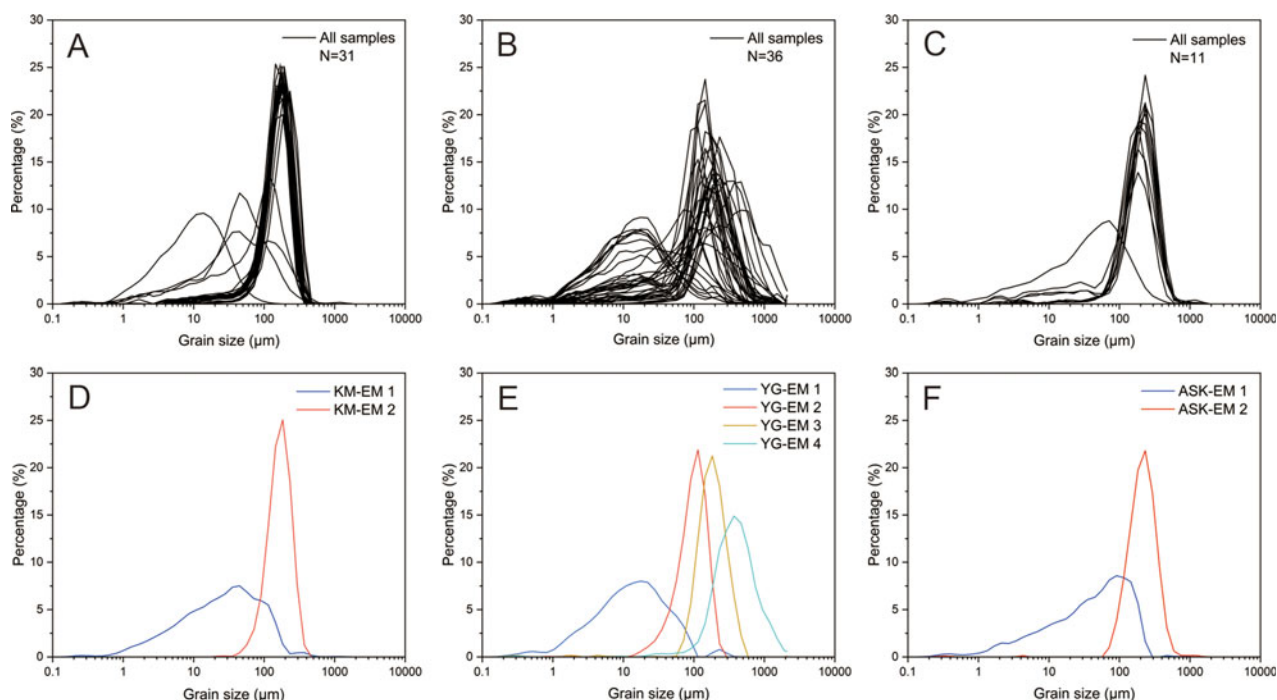 A
All samples
N=31
30
25
20
15
10
5
0
Percentage (%)
0.1 1 10 100 1000 10000
Grain size (μm)
B
All samples
N=36
30
25
20
15
10
5
0
Percentage (%)
0.1 1 10 100 1000 10000
Grain size (μm)
C
All samples
N=11
30
25
20
15
10
5
0
Percentage (%)
0.1 1 10 100 1000 10000
Grain size (μm)
D
KM-EM 1
KM-EM 2
30
25
20
15
10
5
0
Percentage (%)
0.1 1 10 100 1000 10000
Grain size (μm)
E
YG-EM 1
YG-EM 2
YG-EM 3
YG-EM 4
30
25
20
15
10
5
0
Percentage (%)
0.1 1 10 100 1000 10000
Grain size (μm)
F
ASK-EM 1
ASK-EM 2
30
25
20
15
10
5
0
Percentage (%)
0.1 1 10 100 1000 10000
Grain size (μm)